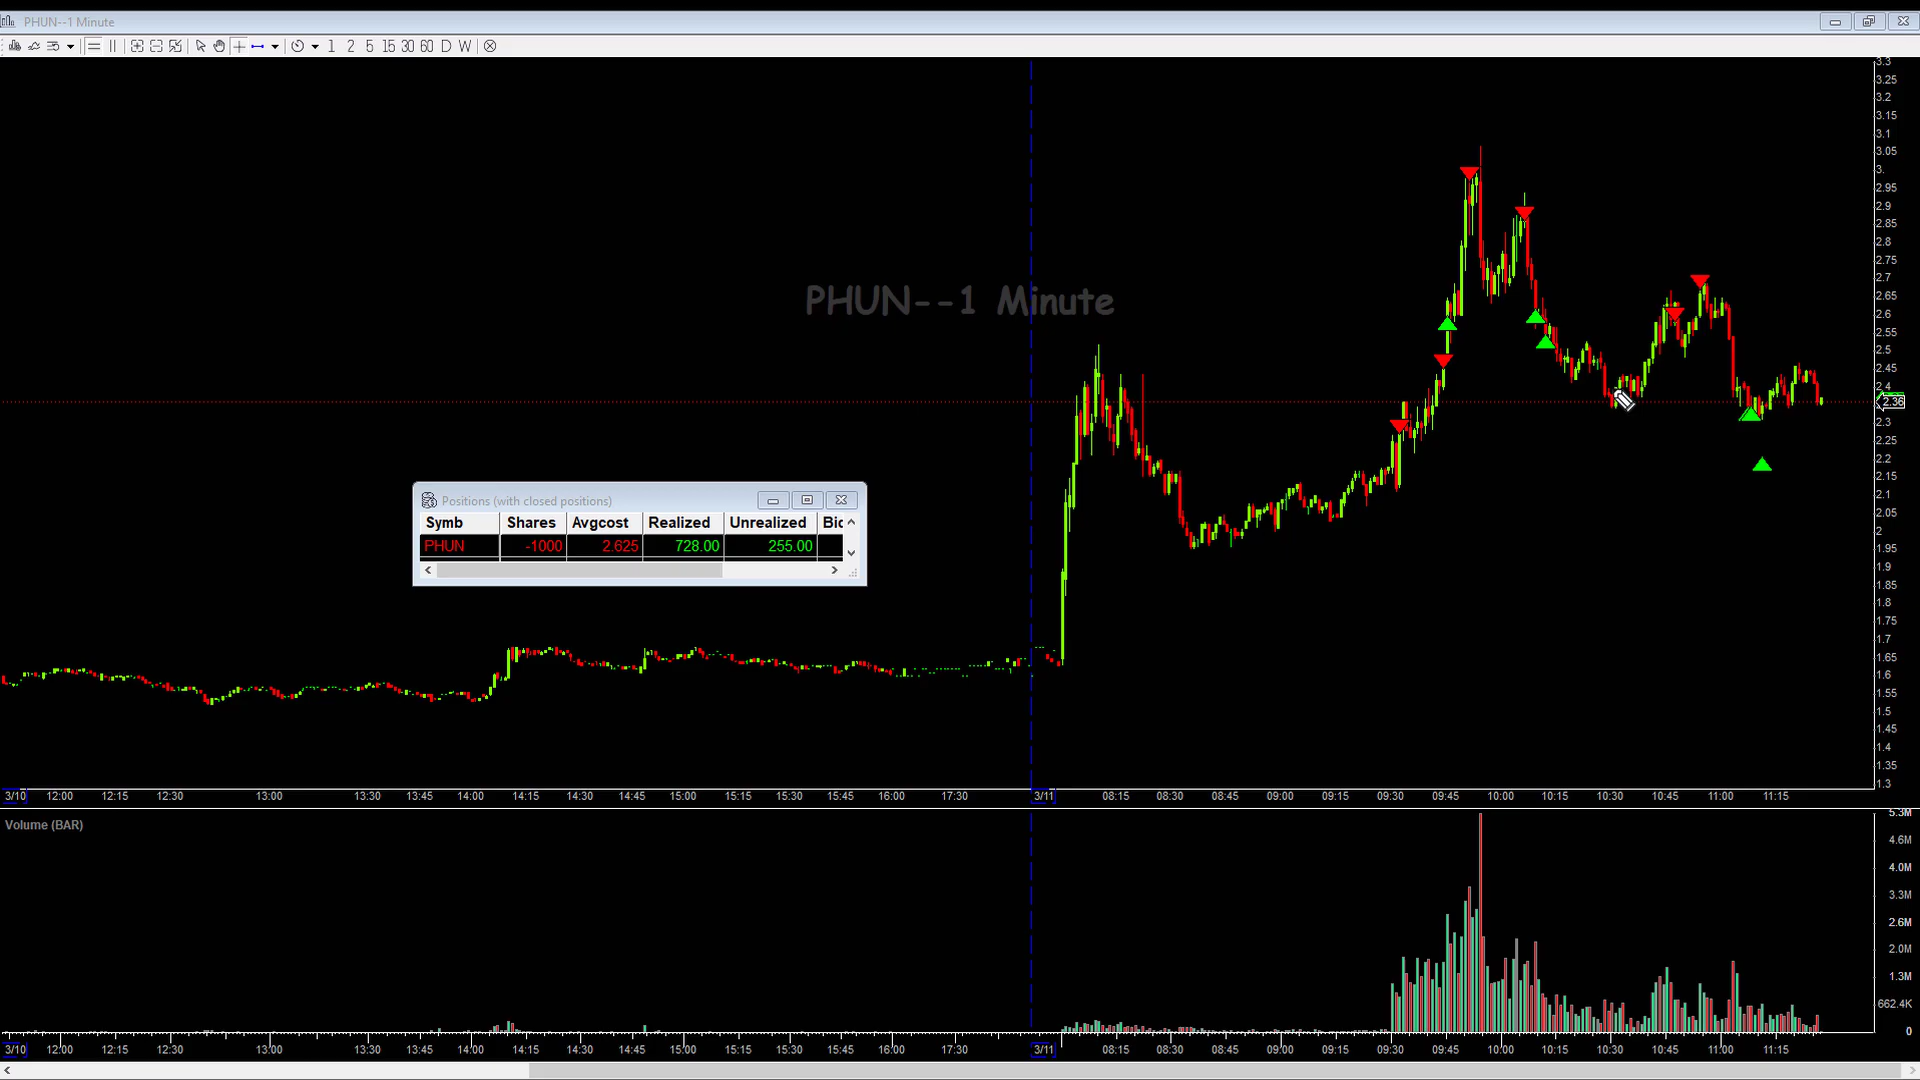 PHUN--1 Minute
1 2 5 15 30 60 D W
PHUN--1 Minute
3.3
3.25
3.2
3.15
3.1
3.05
3.
2.95
2.9
2.85
2.8
2.75
2.7
2.65
2.6
2.55
2.5
2.45
2.4
2.36
2.3
2.25
2.2
2.15
2.1
2.05
2
1.95
1.9
1.85
1.8
1.75
1.7
1.65
1.6
1.55
1.5
1.45
1.4
1.35
1.3
Positions (with closed positions)
Symb Shares Avgcost Realized Unrealized Bid
PHUN -1000 2.625 728.00 255.00
3/10 12:00 12:15 12:30 13:00 13:30 13:45 14:00 14:15 14:30 14:45 15:00 15:15 15:30 15:45 16:00 17:30 3/11 08:15 08:30 08:45 09:00 09:15 09:30 09:45 10:00 10:15 10:30 10:45 11:00 11:15
Volume (BAR)
5.3M
4.6M
4.0M
3.3M
2.6M
2.0M
1.3M
662.4K
0
3/10 12:00 12:15 12:30 13:00 13:30 13:45 14:00 14:15 14:30 14:45 15:00 15:15 15:30 15:45 16:00 17:30 3/11 08:15 08:30 08:45 09:00 09:15 09:30 09:45 10:00 10:15 10:30 10:45 11:00 11:15